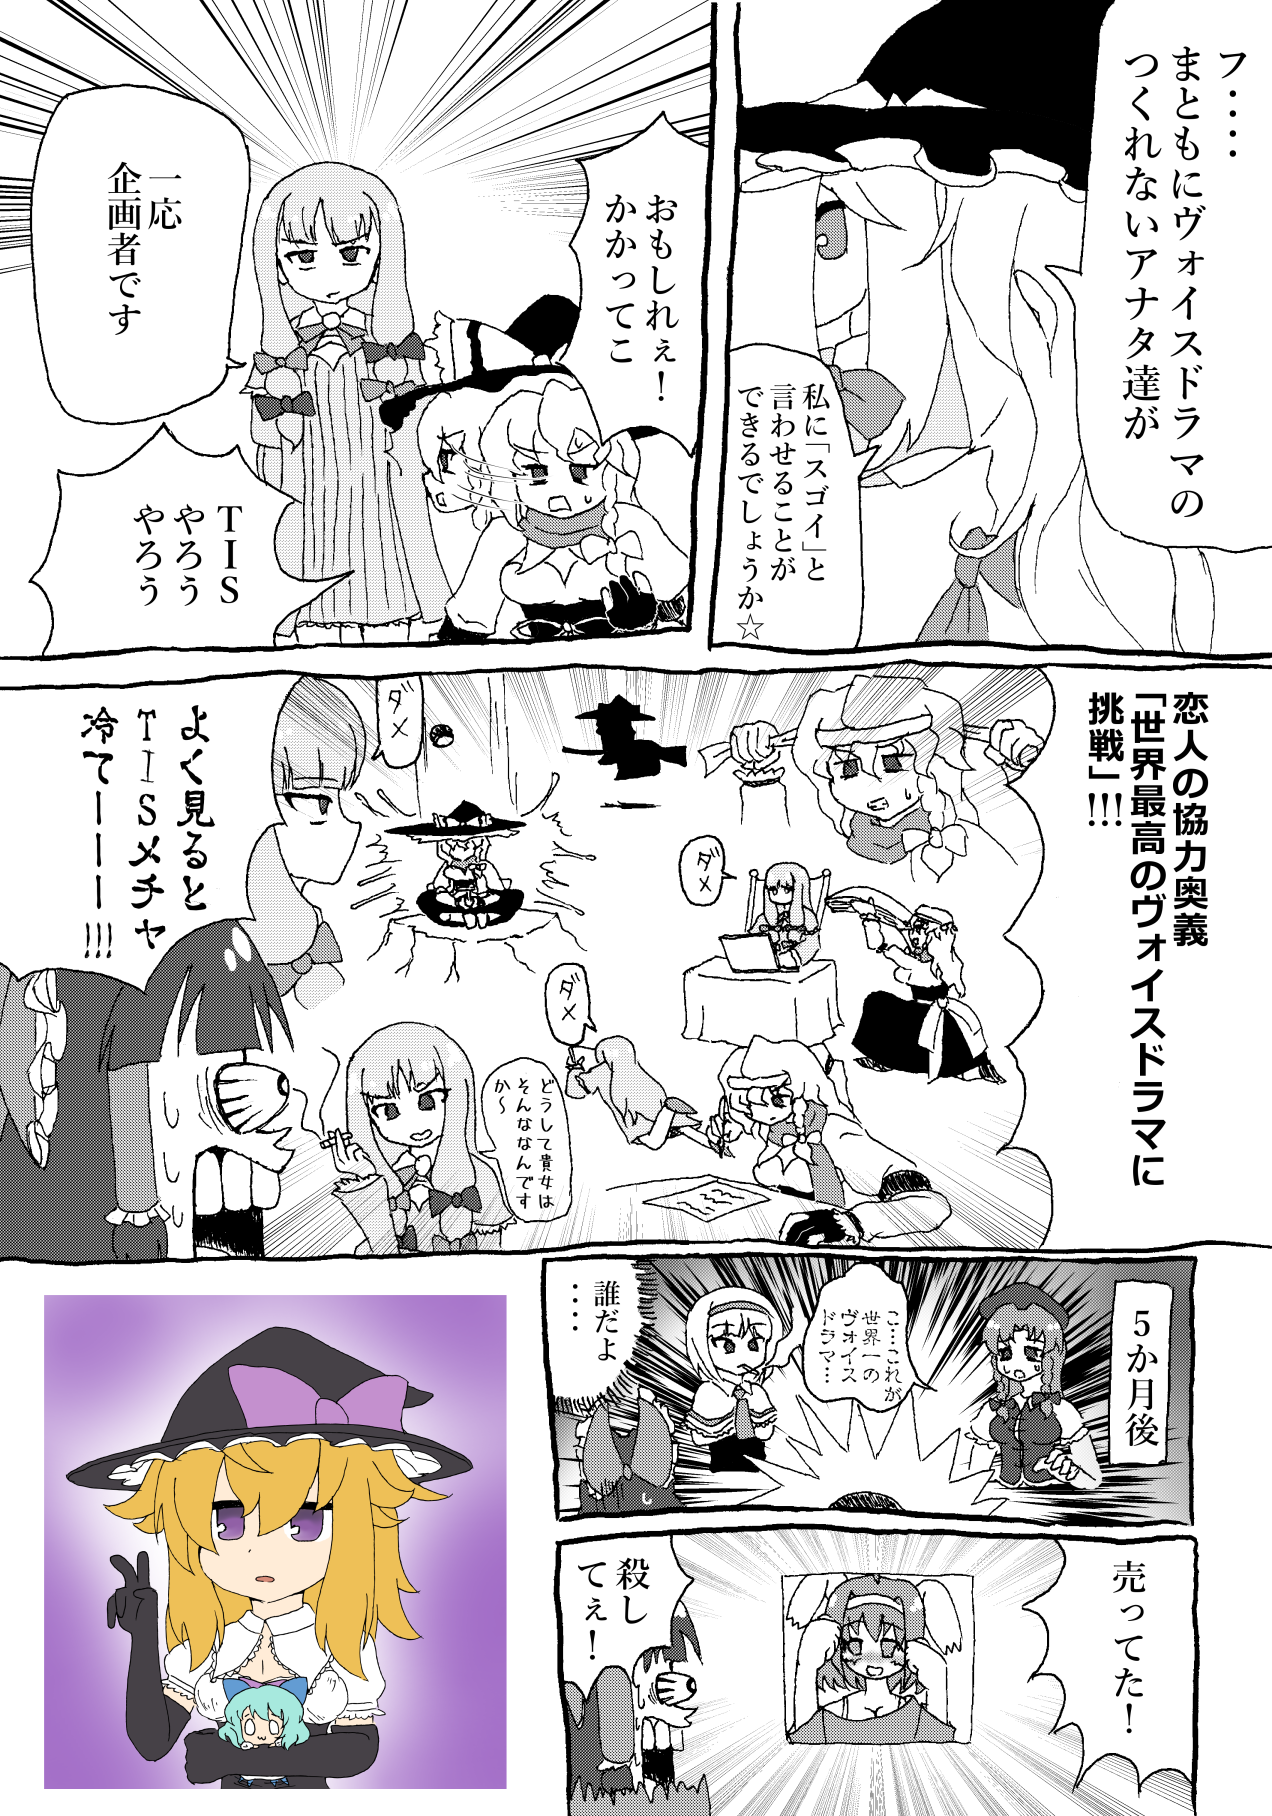 フ・・・・
まともにヴォイスドラマの
つくれないアナタ達が
私に「スゴイ」と
言わせることが
できるでしょうか☆
おもしれぇ！
かかってこ
一応
企画者です
TIS
やろう
やろう
恋人の協力奥義
「世界最高のヴォイスドラマに
挑戦」!!!
ダメ
ダメ
ダメ
どうして貴女は
そんななんです
か～
よく見ると
TISメチャ
冷てーーー!!!
5か月後
こ…これが
世界一の
ヴォイス
ドラマ…
誰だよ
・・・・
売ってた！
殺し
てぇ！